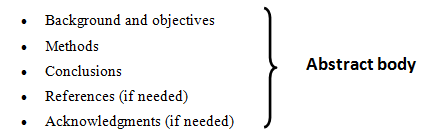 • Background and objectives
• Methods
• Conclusions
• References (if needed)
• Acknowledgments (if needed)
Abstract body